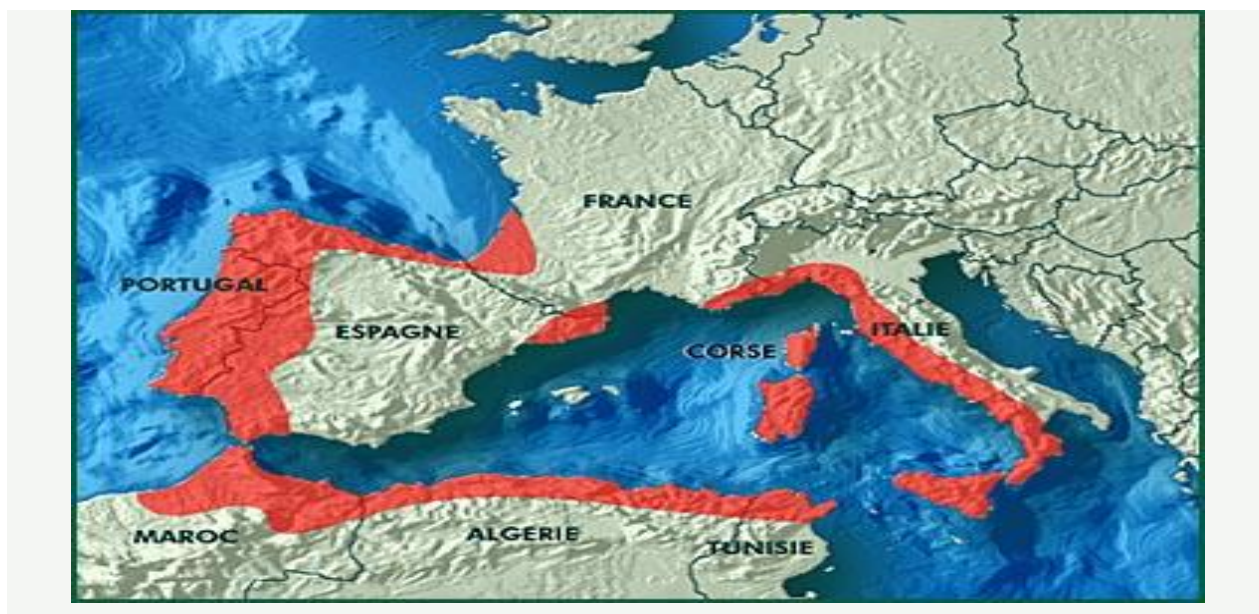 FRANCE
PORTUGAL
ESPAGNE
ITALIE
CORSE
MAROC
ALGERIE
TUNISIE